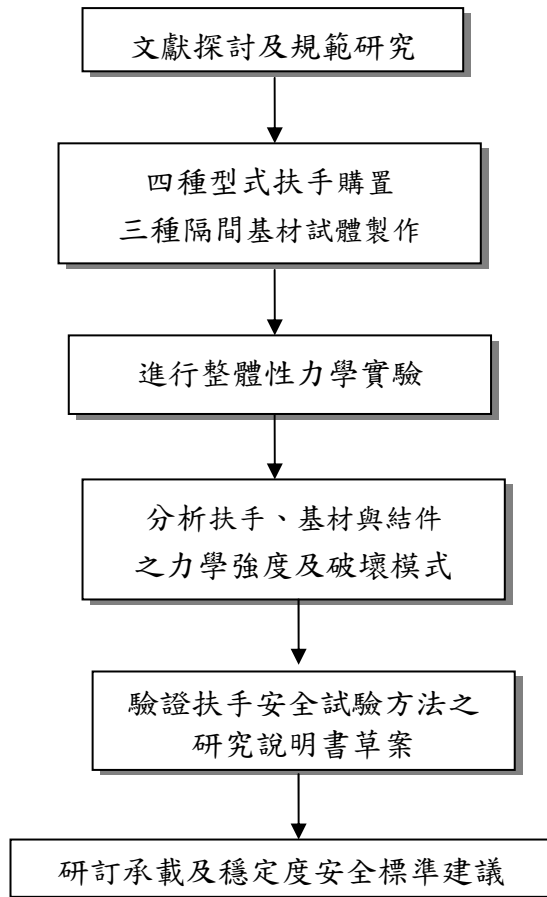 文獻探討及規範研究
四種型式扶手購置
三種隔間基材試體製作
進行整體性力學實驗
分析扶手、基材與結件
之力學強度及破壞模式
驗證扶手安全試驗方法之
研究說明書草案
研訂承載及穩定度安全標準建議